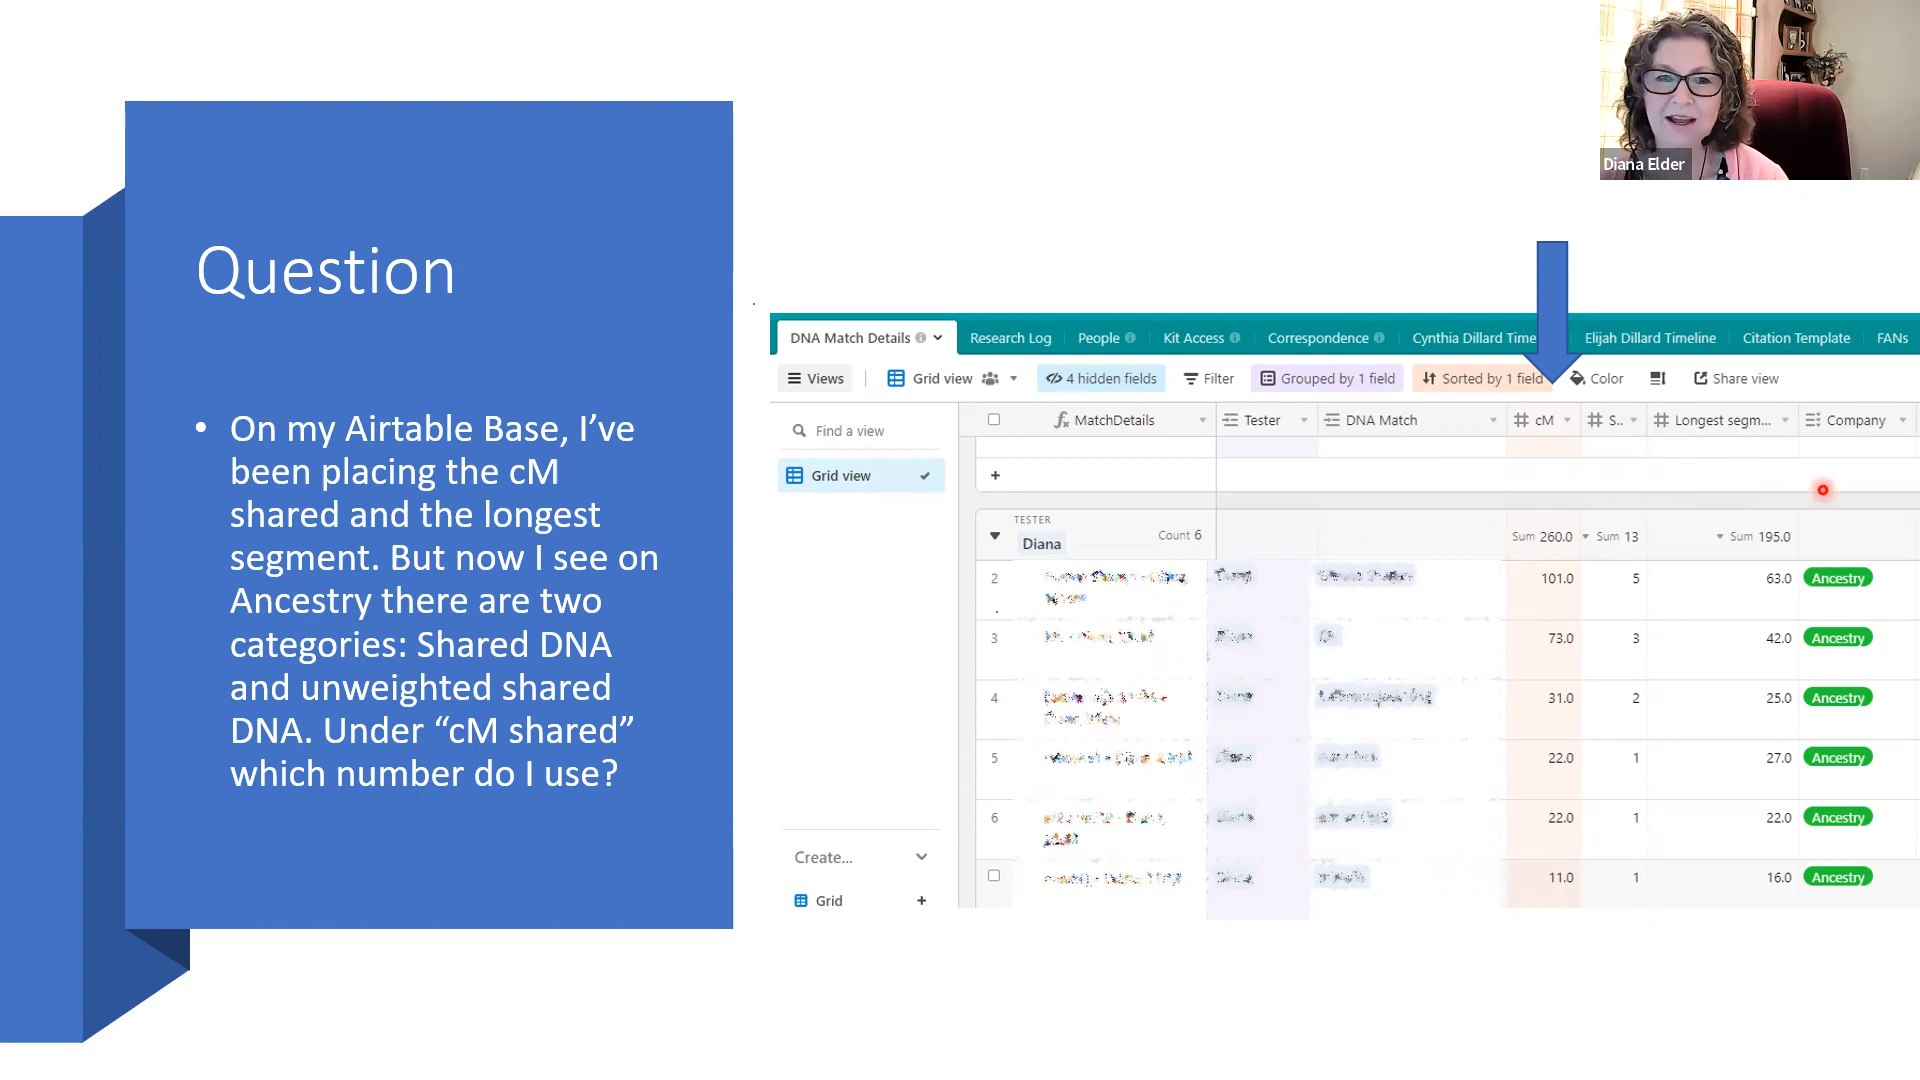 Diana Elder
Question
• On my Airtable Base, I’ve
been placing the cM
shared and the longest
segment. But now I see on
Ancestry there are two
categories: Shared DNA
and unweighted shared
DNA. Under “cM shared”
which number do I use?
DNA Match Details Research Log People Kit Access Correspondence Cynthia Dillard Time Elijah Dillard Timeline Citation Template FANs
Views Grid view 4 hidden fields Filter Grouped by 1 field Sorted by 1 field Color Share view
Find a view
Grid view
Create...
Grid +
MatchDetails Tester DNA Match cM S.. Longest segm... Company
+
TESTER
Diana Count 6 Sum 260.0 Sum 13 Sum 195.0
2 101.0 5 63.0 Ancestry
3 73.0 3 42.0 Ancestry
4 31.0 2 25.0 Ancestry
5 22.0 1 27.0 Ancestry
6 22.0 1 22.0 Ancestry
11.0 1 16.0 Ancestry